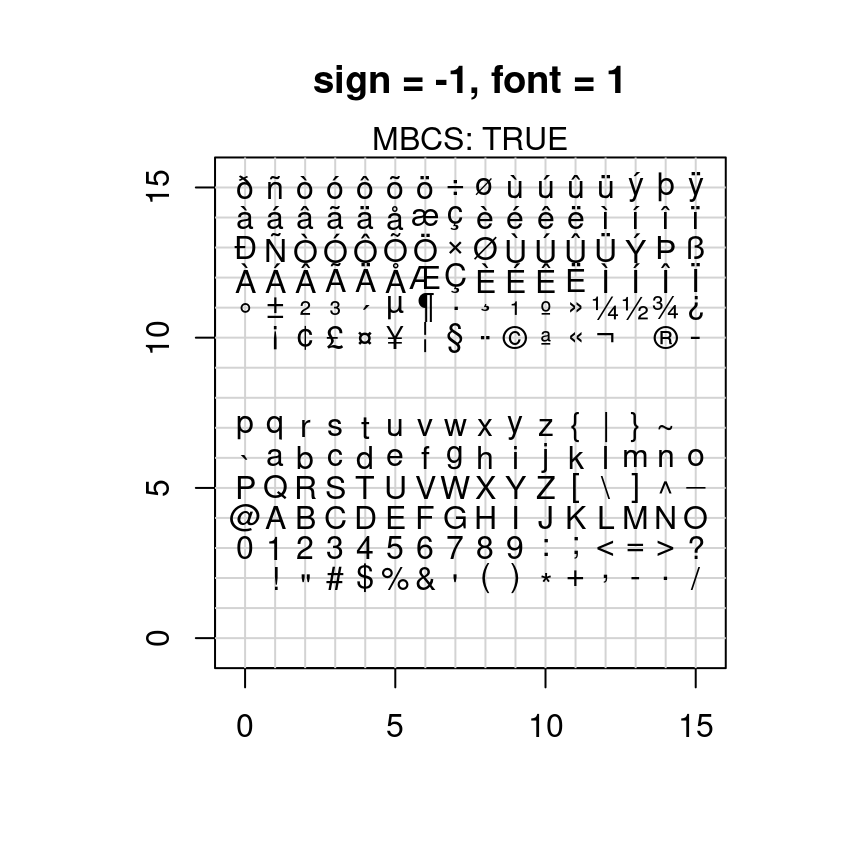 sign = -1, font = 1
MBCS: TRUE
15
ð ñ ò ó ô õ ö ÷ ø ù ú û ü ý þ ÿ
à á â ã ä å æ ç è é ê ë ì í î ï
Ð Ñ Ò Ó Ô Õ Ö × Ø Ù Ú Û Ü Ý Þ ß
À Á Â Ã Ä Å Æ Ç È É Ê Ë Ì Í Î Ï
° ± ² ³ ´ µ ¶ · ¸ ¹ º » ¼ ½ ¾ ¿
10
¡ ¢ £ ¤ ¥ ¦ § ¨ © ª « ¬ ® -
p q r s t u v w x y z { | } ~
` a b c d e f g h i j k l m n o
5
P Q R S T U V W X Y Z [ \ ] ^ _
@ A B C D E F G H I J K L M N O
0 1 2 3 4 5 6 7 8 9 : ; < = > ?
! " # $ % & ' ( ) * + , - . /
0
0 5 10 15